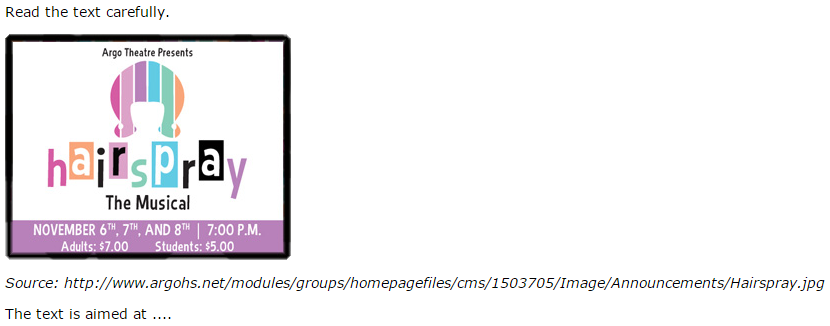 Read the text carefully.
Argo Theatre Presents
hairspray
The Musical
NOVEMBER 6TH, 7TH, AND 8TH | 7:00 P.M.
Adults: $7.00 Students: $5.00
Source: http://www.argohs.net/modules/groups/homepagefiles/cms/1503705/Image/Announcements/Hairspray.jpg
The text is aimed at ....